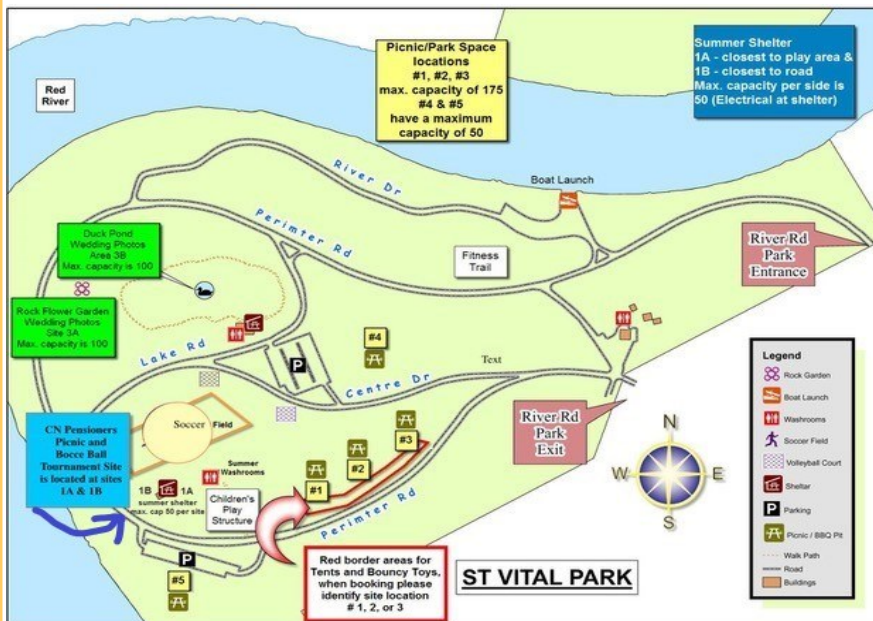 Picnic/Park Space
locations
#1, #2, #3
max. capacity of 175
#4 & #5
have a maximum
capacity of 50
Summer Shelter
1A - closest to play area &
1B - closest to road
Max. capacity per side is
50 (Electrical at shelter)
Red
River
River Dr
Boat Launch
Perimter Rd
Duck Pond
Wedding Photos
Area 3B
Max. capacity is 100
Fitness
Trail
River Rd
Park
Entrance
Rock Flower Garden
Wedding Photos
Site 3A
Max. capacity is 100
Lake Rd
P
#4
Text
Centre Dr
River Rd
Park
Exit
Legend
Rock Garden
Boat Launch
Washrooms
Soccer Field
Volleyball Court
Sheltar
P Parking
Picnic / BBQ Pit
Walk Path
Road
Buildings
CN Pensioners
Picnic and
Bocce Ball
Tournament Site
is located at sites
1A & 1B
Soccer Field
#3
#2
#1
Summer
Washrooms
1B 1A
summer shelter
max. cap 50 per site
Children's
Play
Structure
Perimter Rd
N
W E
S
P
#5
Red border areas for
Tents and Bouncy Toys,
when booking please
identify site location
# 1, 2, or 3
ST VITAL PARK